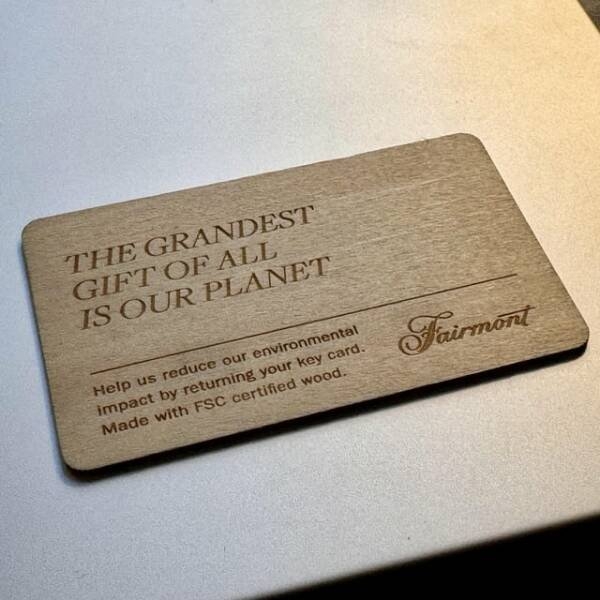 THE GRANDEST
GIFT OF ALL
IS OUR PLANET
Help us reduce our environmental
impact by returning your key card.
Made with FSC certified wood.
Fairmont